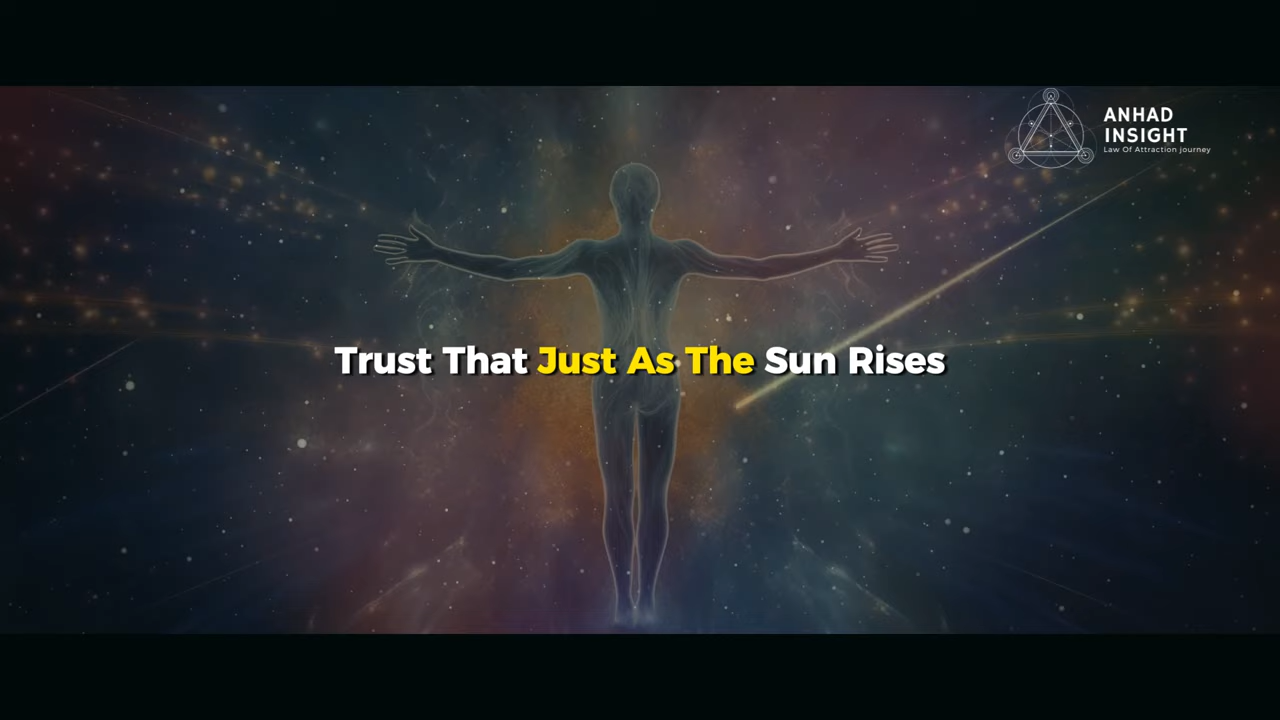 ANHAD
INSIGHT
Law Of Attraction journey
Trust That Just As The Sun Rises